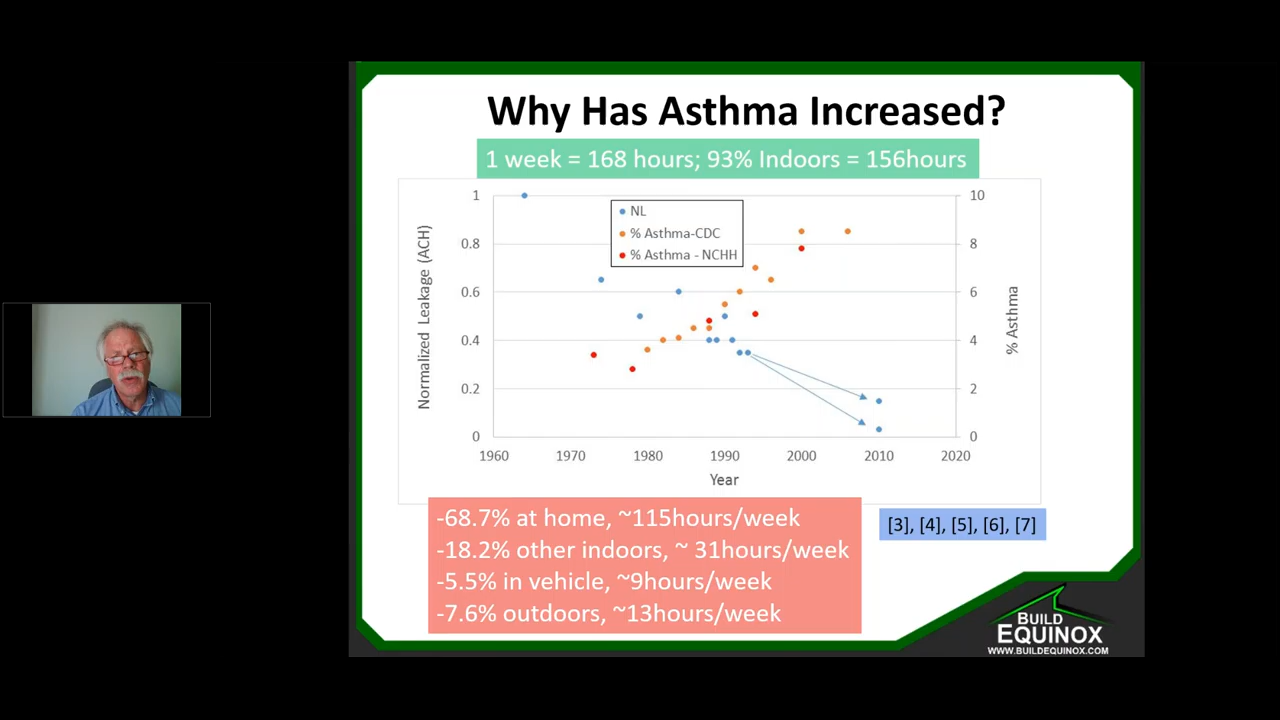 Why Has Asthma Increased?
1 week = 168 hours; 93% Indoors = 156hours
NL
% Asthma-CDC
% Asthma - NCHH
Normalized Leakage (ACH)
1
0.8
0.6
0.4
0.2
0
10
8
6
4
2
0
% Asthma
1960 1970 1980 1990 2000 2010 2020
Year
-68.7% at home, ~115hours/week
-18.2% other indoors, ~ 31hours/week
-5.5% in vehicle, ~9hours/week
-7.6% outdoors, ~13hours/week
[3], [4], [5], [6], [7]
BUILD
EQUINOX
WWW.BUILDEQUINOX.COM